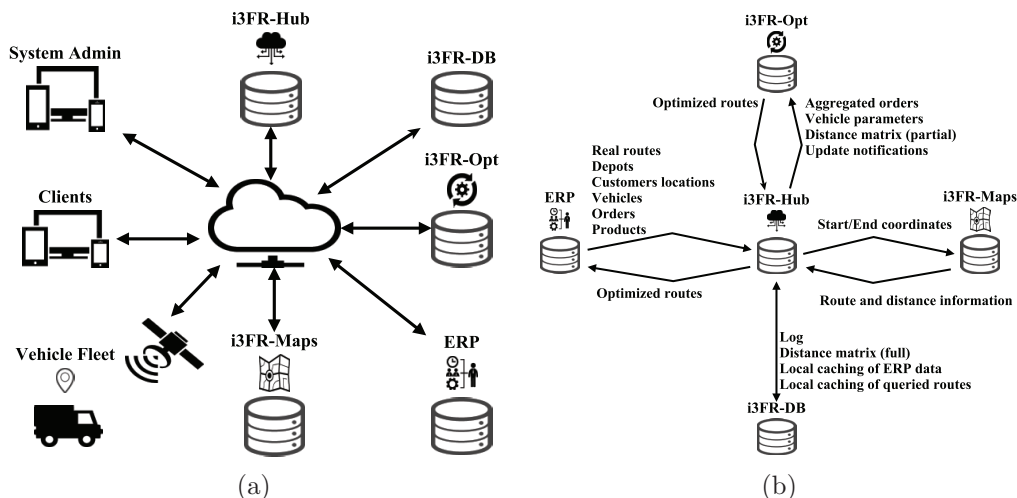 i3FR-Hub
System Admin
i3FR-DB
i3FR-Opt
Clients
Vehicle Fleet
i3FR-Maps
ERP
(a)
i3FR-Opt
Optimized routes
Aggregated orders
Vehicle parameters
Distance matrix (partial)
Update notifications
Real routes
Depots
Customers locations
Vehicles
Orders
Products
ERP
i3FR-Hub
i3FR-Maps
Start/End coordinates
Optimized routes
Route and distance information
Log
Distance matrix (full)
Local caching of ERP data
Local caching of queried routes
i3FR-DB
(b)